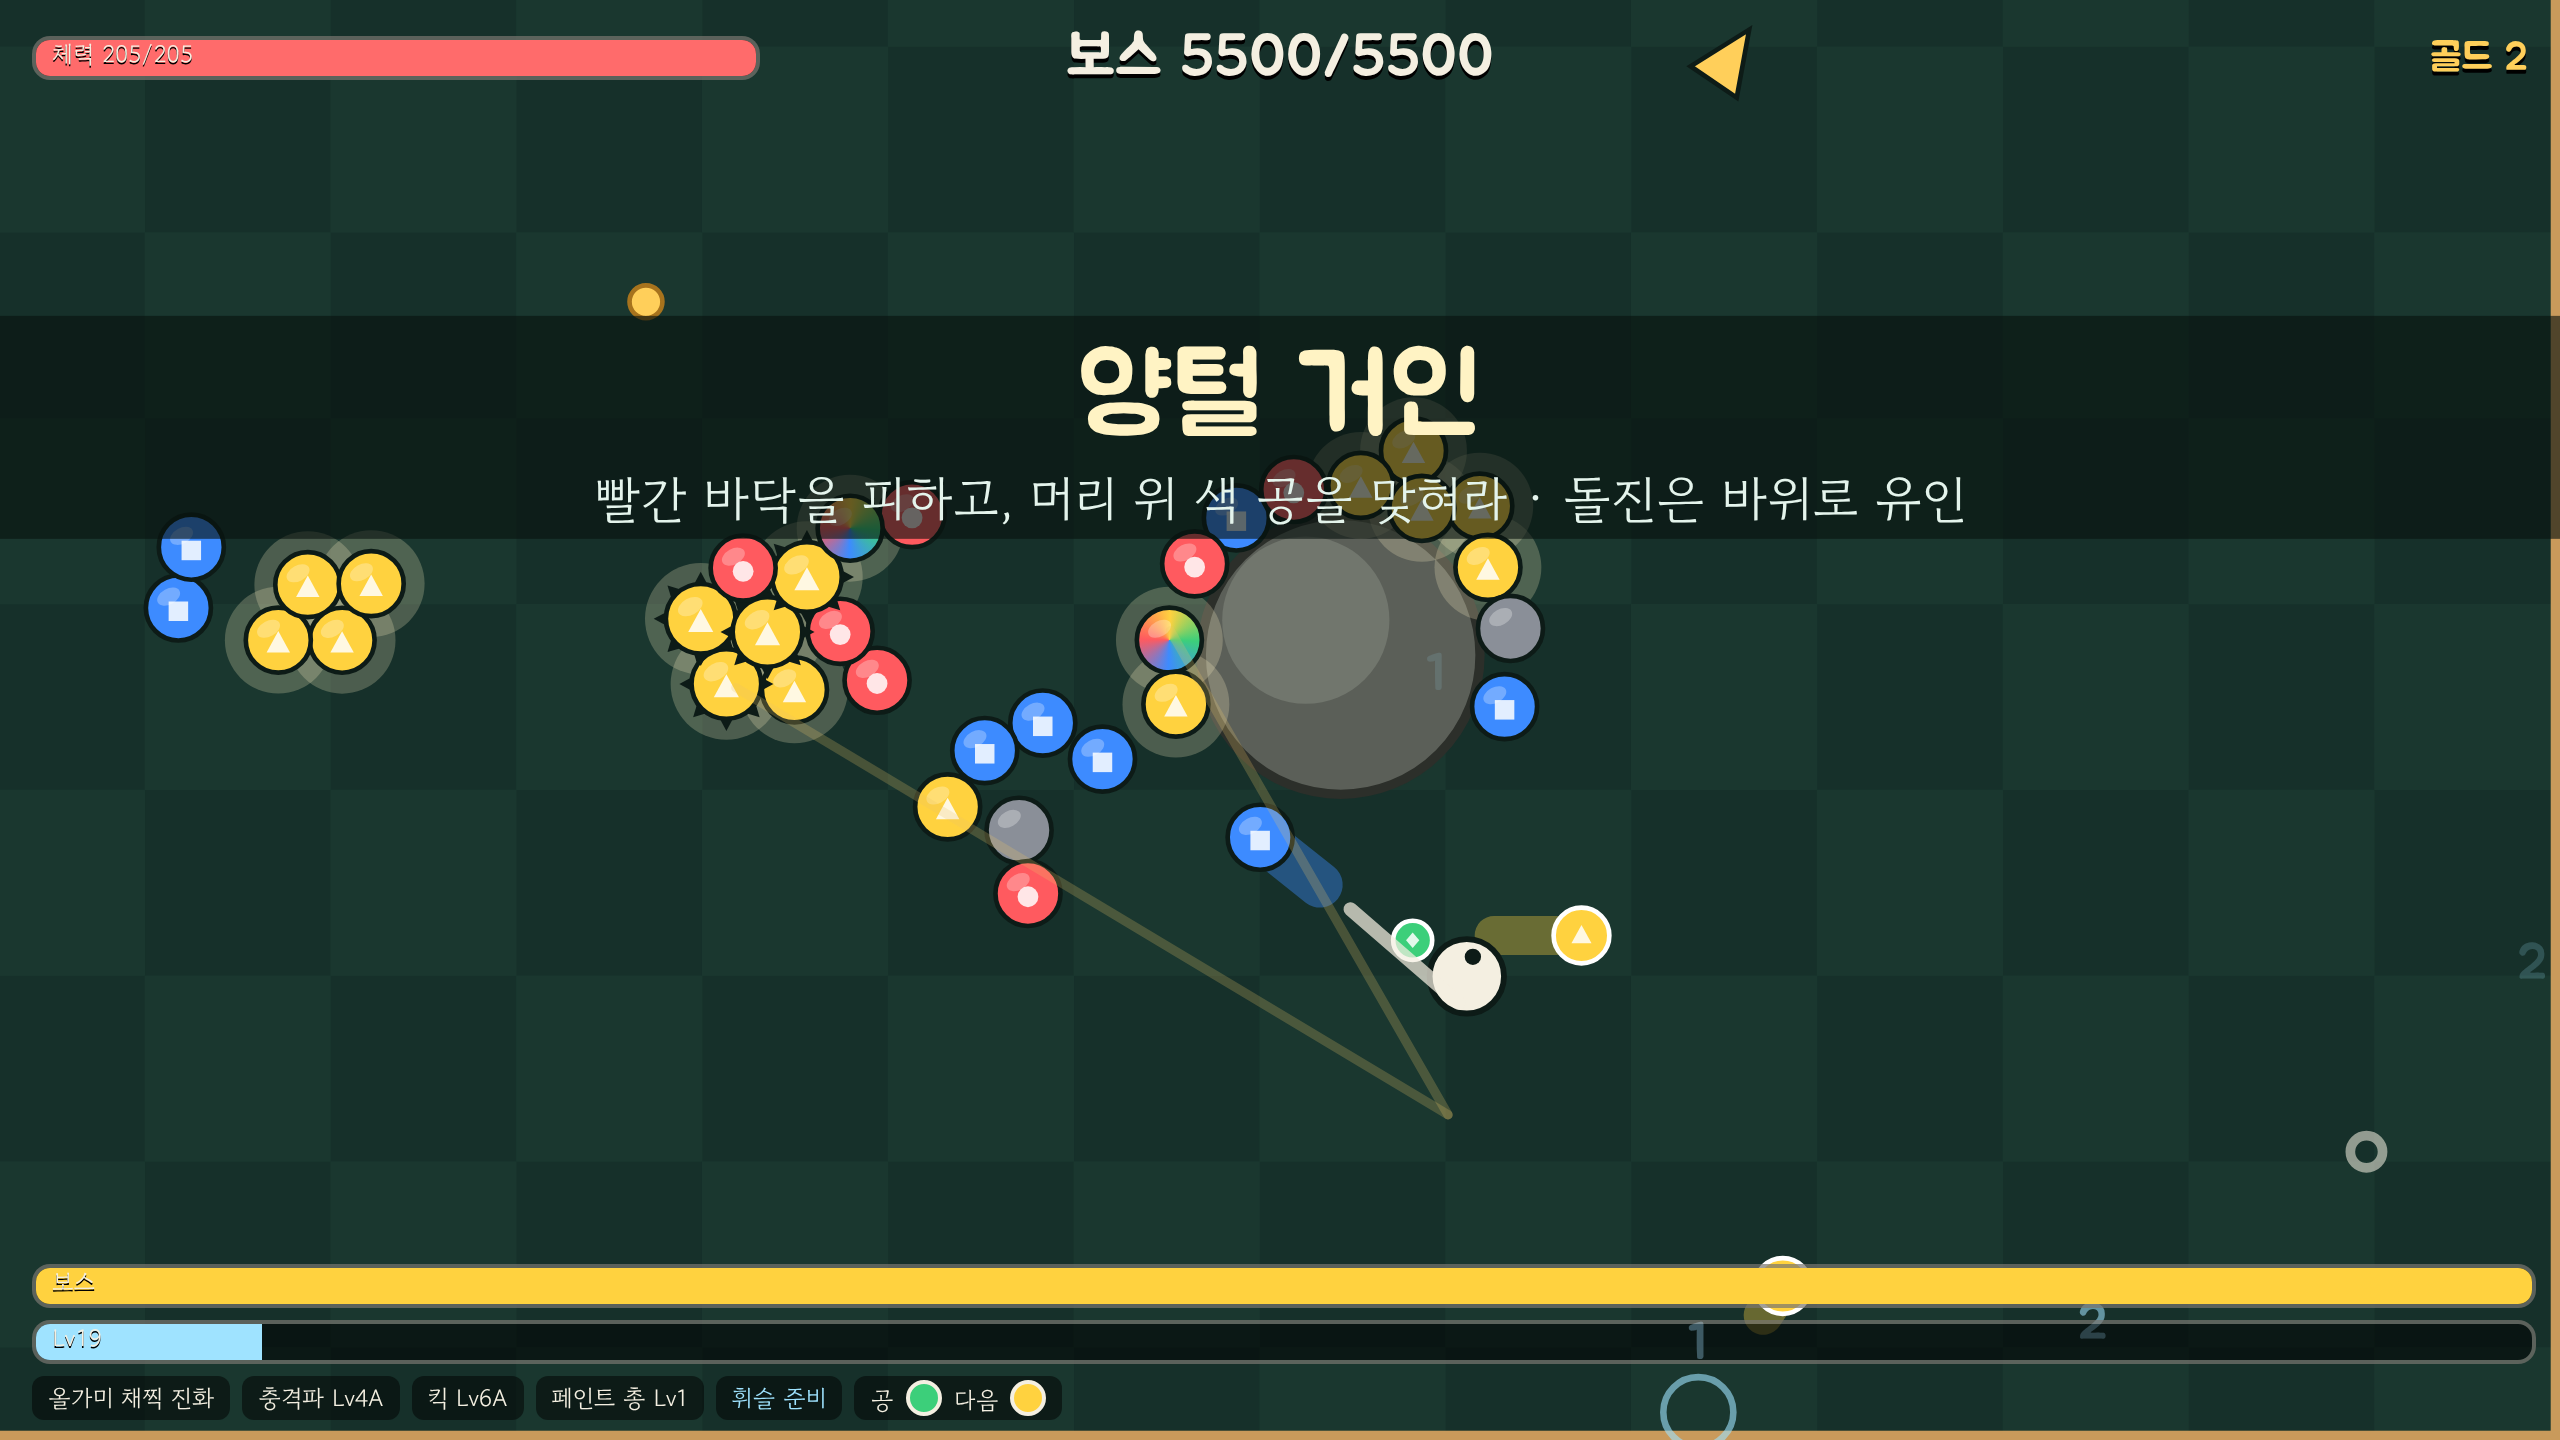 체력 205/205
보스 5500/5500
골드 2
양털 거인
빨간 바닥을 피하고, 머리 위 색 공을 맞혀라 · 돌진은 바위로 유인
1
2
보스
1
2
Lv19
올가미 채찍 진화
충격파 Lv4A
킥 Lv6A
페인트 총 Lv1
휘슬 준비
공
다음